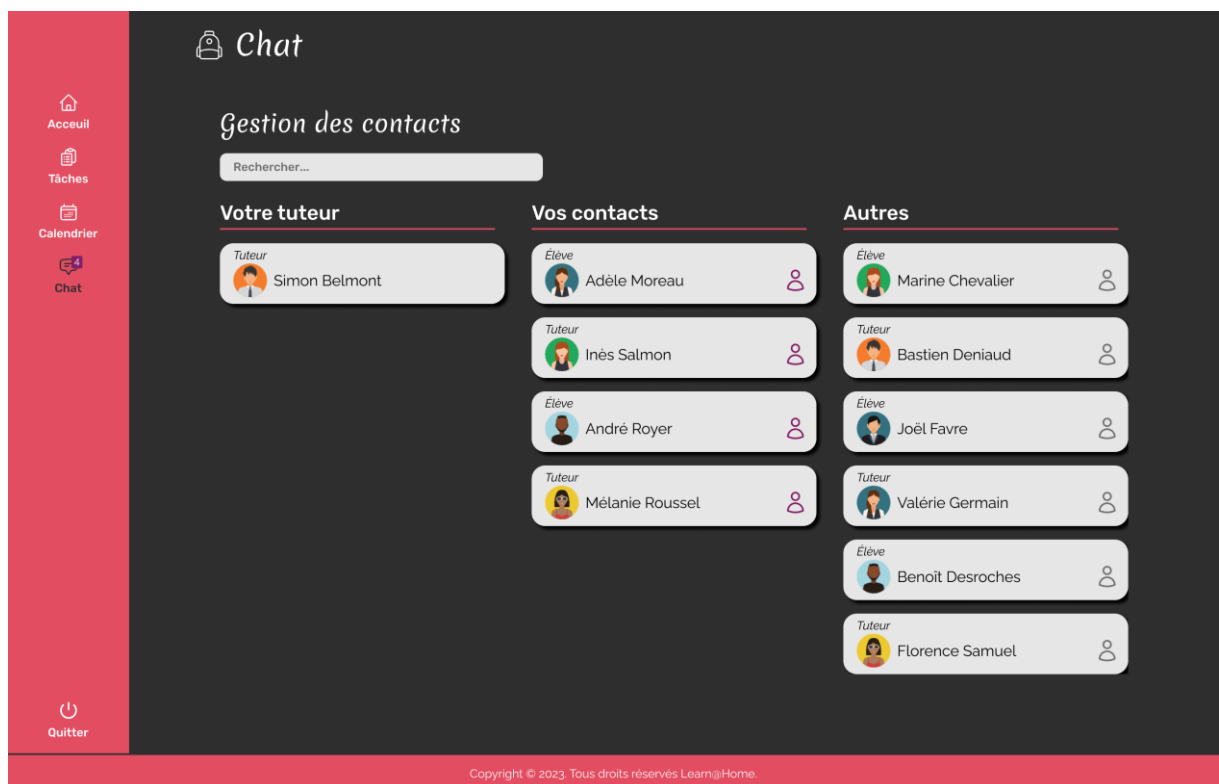 Chat
Acceuil
Tâches
Calendrier
4
Chat
Quitter
Gestion des contacts
Rechercher...
Votre tuteur
Tuteur
Simon Belmont
Vos contacts
Élève
Adèle Moreau
Tuteur
Inès Salmon
Élève
André Royer
Tuteur
Mélanie Roussel
Autres
Élève
Marine Chevalier
Tuteur
Bastien Deniaud
Élève
Joël Favre
Tuteur
Valérie Germain
Élève
Benoît Desroches
Tuteur
Florence Samuel
Copyright © 2023. Tous droits réservés Learn@Home.